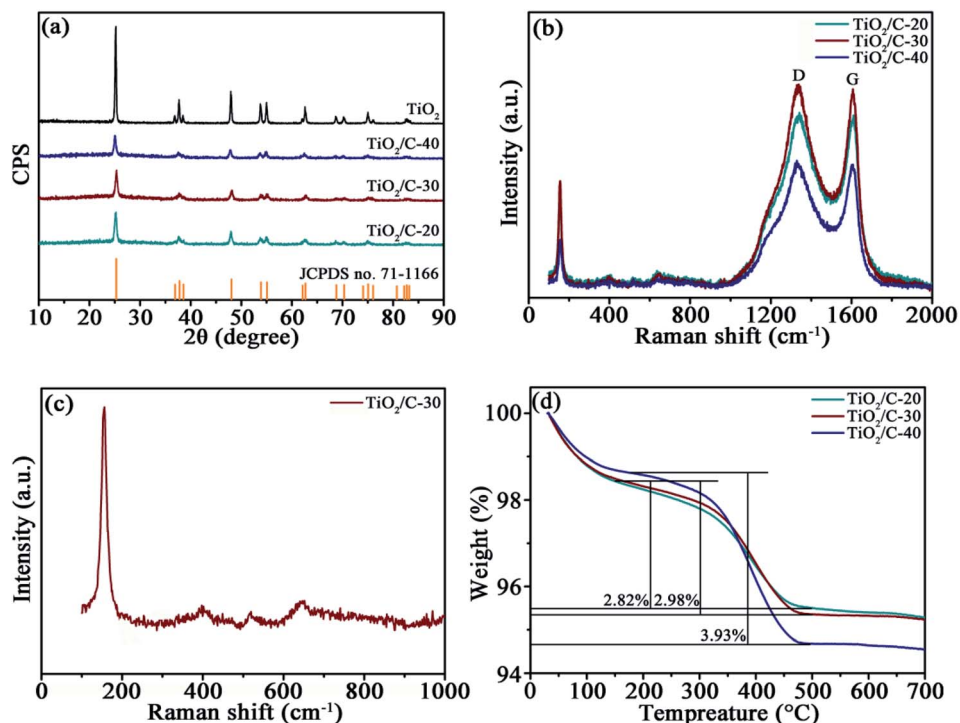 (a)
TiO2
TiO2/C-40
TiO2/C-30
TiO2/C-20
JCPDS no. 71-1166
CPS
10 20 30 40 50 60 70 80 90
2θ (degree)
(b)
TiO2/C-20
TiO2/C-30
TiO2/C-40
D G
Intensity (a.u.)
0 400 800 1200 1600 2000
Raman shift (cm-1)
(c)
TiO2/C-30
Intensity (a.u.)
0 200 400 600 800 1000
Raman shift (cm-1)
(d)
TiO2/C-20
TiO2/C-30
TiO2/C-40
100
98
96
94
Weight (%)
2.82% 2.98%
3.93%
0 100 200 300 400 500 600 700
Tempreature (°C)